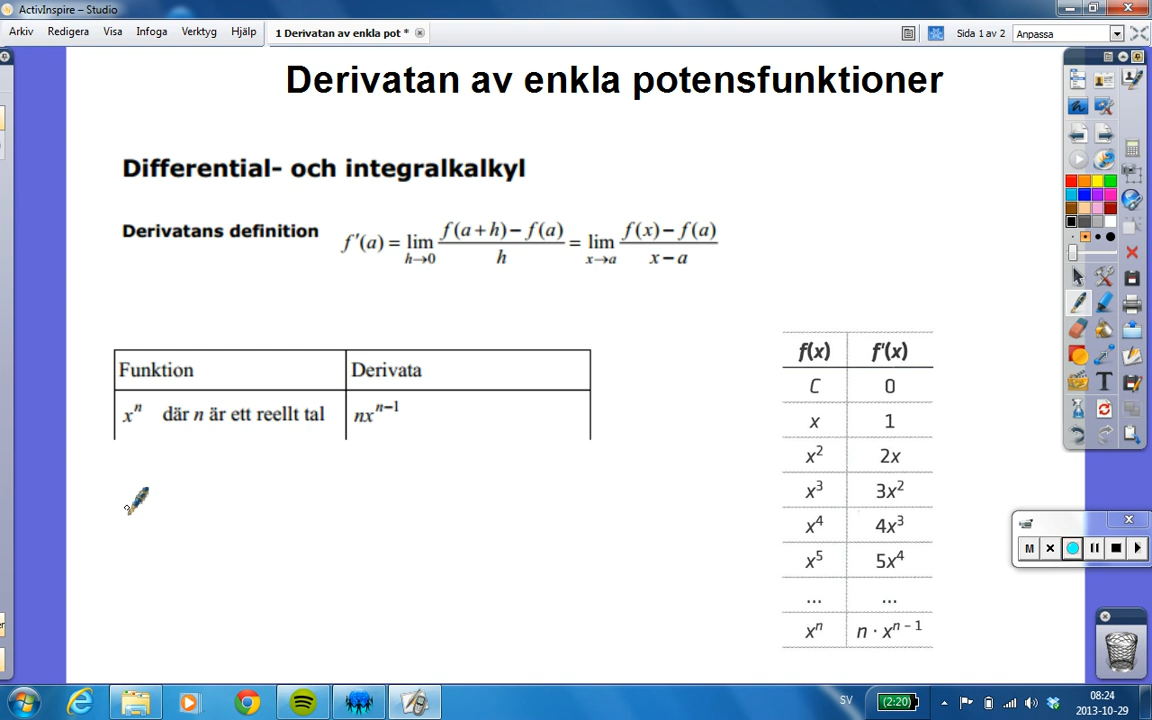 ActivInspire – Studio
Arkiv Redigera Visa Infoga Verktyg Hjälp 1 Derivatan av enkla pot * Sida 1 av 2 Anpassa
Derivatan av enkla potensfunktioner
Differential- och integralkalkyl
Derivatans definition f'(a) = lim h→0 f(a+h) − f(a) / h = lim x→a f(x) − f(a) / x − a
Funktion Derivata
xⁿ där n är ett reellt tal nxⁿ⁻¹
f(x) f'(x)
C 0
x 1
x² 2x
x³ 3x²
x⁴ 4x³
x⁵ 5x⁴
... ...
xⁿ n · xⁿ⁻¹
M
SV (2:20) 08:24
2013-10-29